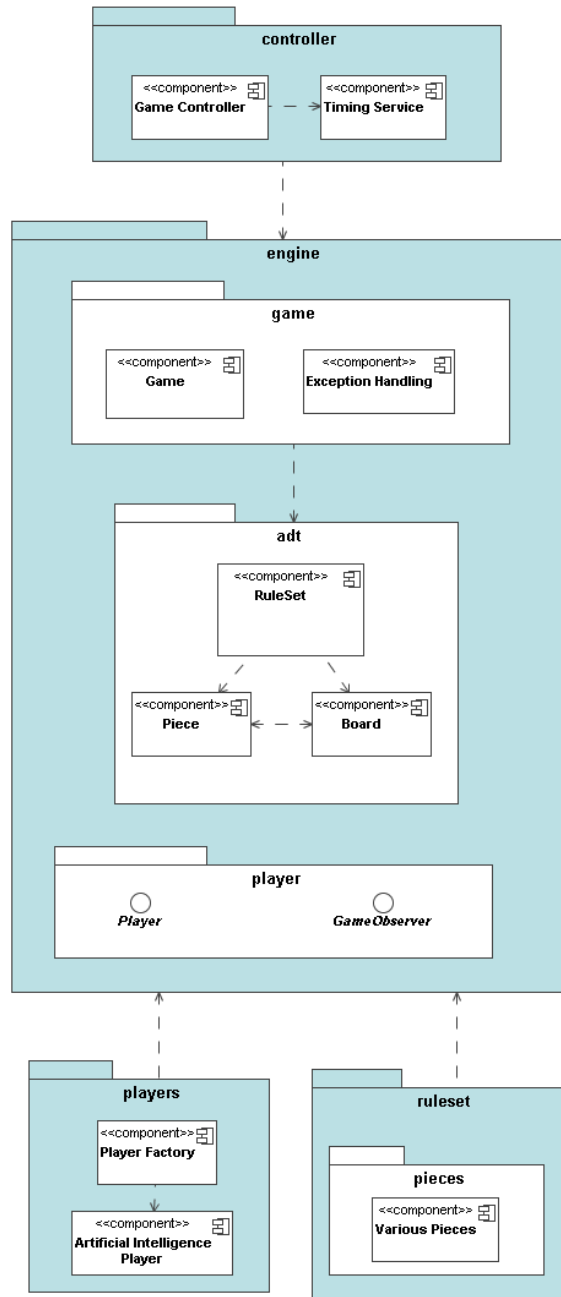 controller
<<component>>
Game Controller
<<component>>
Timing Service
engine
game
<<component>>
Game
<<component>>
Exception Handling
adt
<<component>>
RuleSet
<<component>>
Piece
<<component>>
Board
player
Player
GameObserver
players
<<component>>
Player Factory
<<component>>
Artificial Intelligence
Player
ruleset
pieces
<<component>>
Various Pieces